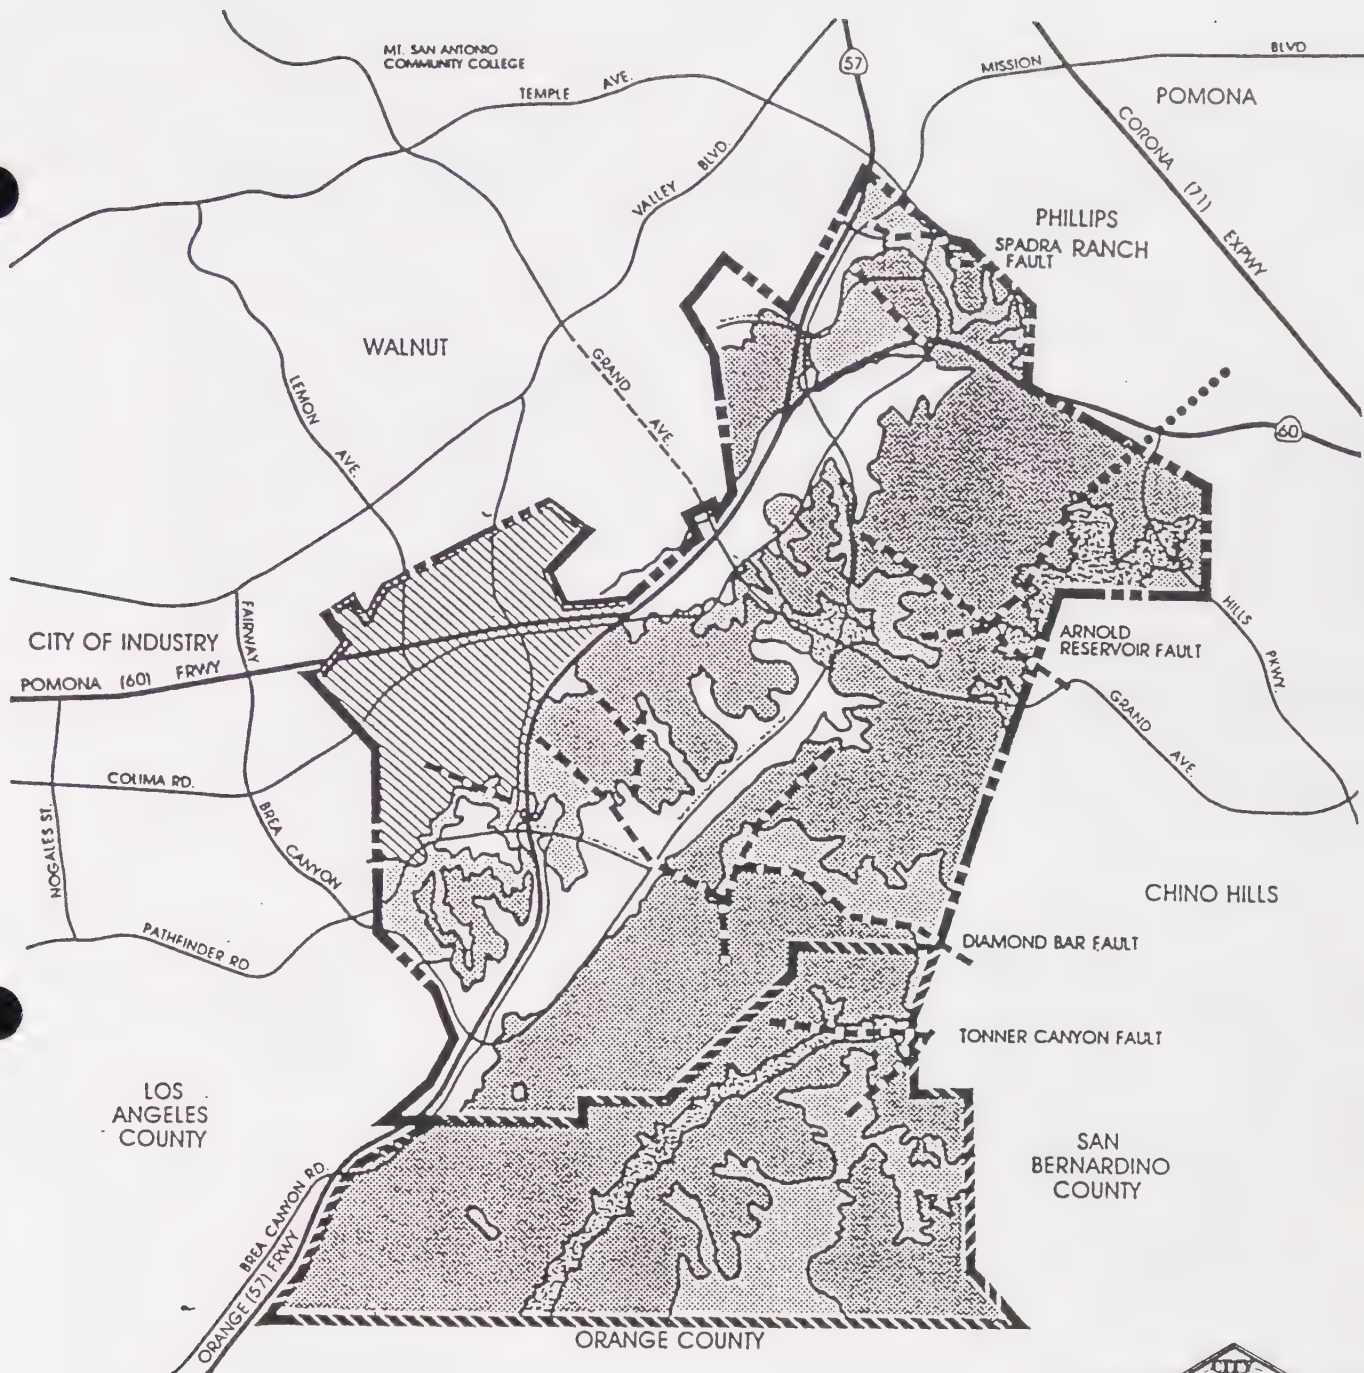 MT. SAN ANTONIO
COMMUNITY COLLEGE
TEMPLE AVE.
57
MISSION BLVD
POMONA
CORONA (71) EXPWY
VALLEY BLVD.
PHILLIPS
RANCH
SPADRA
FAULT
WALNUT
GRAND AVE.
LEMON AVE.
60
FAIRWAY
CITY OF INDUSTRY
POMONA (60) FRWY
ARNOLD
RESERVOIR FAULT
HILLS PKWY.
GRAND AVE.
COLIMA RD.
NOGALES ST.
BREA CANYON
PATHFINDER RD
CHINO HILLS
DIAMOND BAR FAULT
TONNER CANYON FAULT
LOS
ANGELES
COUNTY
SAN
BERNARDINO
COUNTY
BREA CANYON RD.
ORANGE (57) FRWY
ORANGE COUNTY
CITY